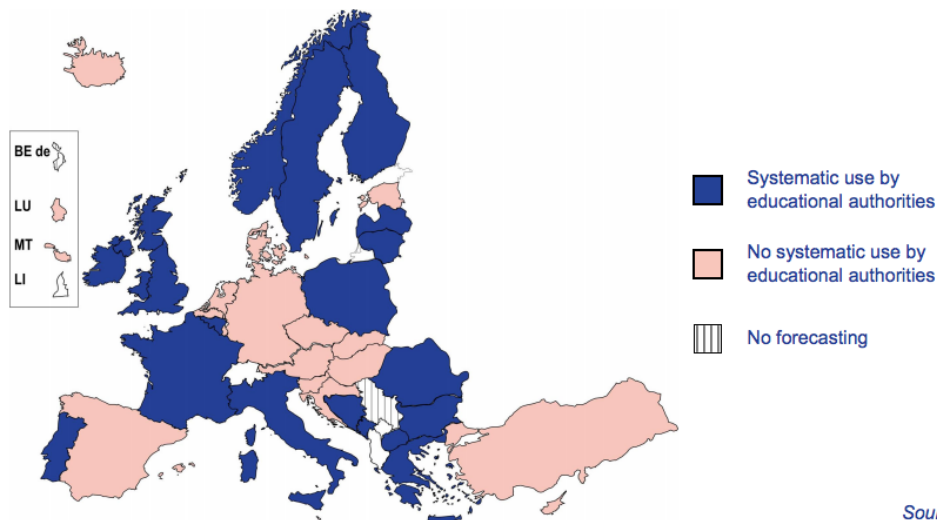 BE de
LU
MT
LI
Systematic use by
educational authorities
No systematic use by
educational authorities
No forecasting